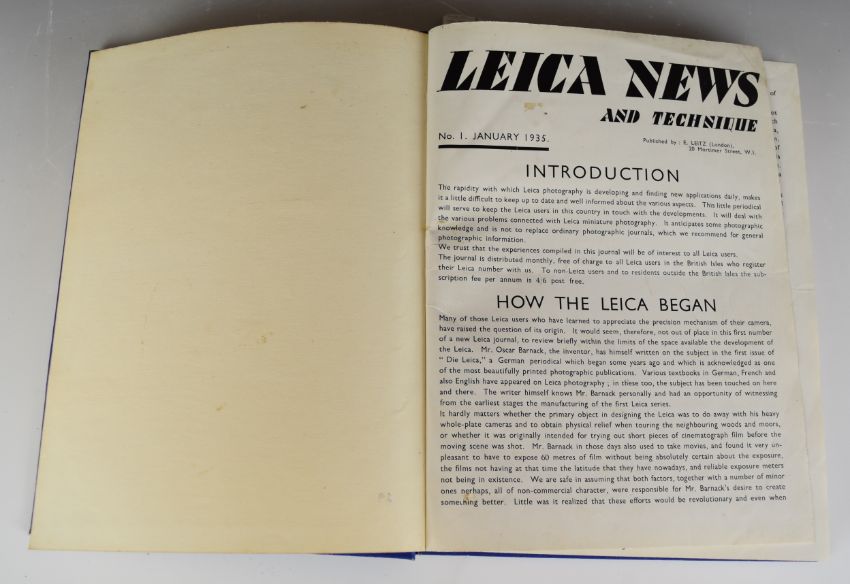 LEICA NEWS
AND TECHNIQUE
No. 1. JANUARY 1935.
Published by : E. LEITZ (London),
20 Mortimer Street, W.1.
INTRODUCTION
The rapidity with which Leica photography is developing and finding new applications daily, makes
it a little difficult to keep up to date and well informed about the various aspects. This little periodical
will serve to keep the Leica users in this country in touch with the developments. It will deal with
the various problems connected with Leica miniature photography. It anticipates some photographic
knowledge and is not to replace ordinary photographic journals, which we recommend for general
photographic information.
We trust that the experiences compiled in this journal will be of interest to all Leica users.
The journal is distributed monthly, free of charge to all Leica users in the British Isles who register
their Leica number with us. To non-Leica users and to residents outside the British Isles the sub-
scription fee per annum is 4/6 post free.
HOW THE LEICA BEGAN
Many of those Leica users who have learned to appreciate the precision mechanism of their camera,
have raised the question of its origin. It would seem, therefore, not out of place in this first number
of a new Leica journal, to review briefly within the limits of the space available the development of
the Leica. Mr. Oscar Barnack, the inventor, has himself written on the subject in the first issue of
" Die Leica," a German periodical which began some years ago and which is acknowledged as one
of the most beautifully printed photographic publications. Various textbooks in German, French and
also English have appeared on Leica photography ; in these too, the subject has been touched on here
and there. The writer himself knows Mr. Barnack personally and had an opportunity of witnessing
from the earliest stages the manufacturing of the first Leica series.
It hardly matters whether the primary object in designing the Leica was to do away with his heavy
whole-plate cameras and to obtain physical relief when touring the neighbouring woods and moors,
or whether it was originally intended for trying out short pieces of cinematograph film before the
moving scene was shot. Mr. Barnack in those days also used to take movies, and found it very un-
pleasant to have to expose 60 metres of film without being absolutely certain about the exposure,
the films not having at that time the latitude that they have nowadays, and reliable exposure meters
not being in existence. We are safe in assuming that both factors, together with a number of minor
ones perhaps, all of non-commercial character, were responsible for Mr. Barnack's desire to create
something better. Little was it realized that these efforts would be revolutionary and even when
of